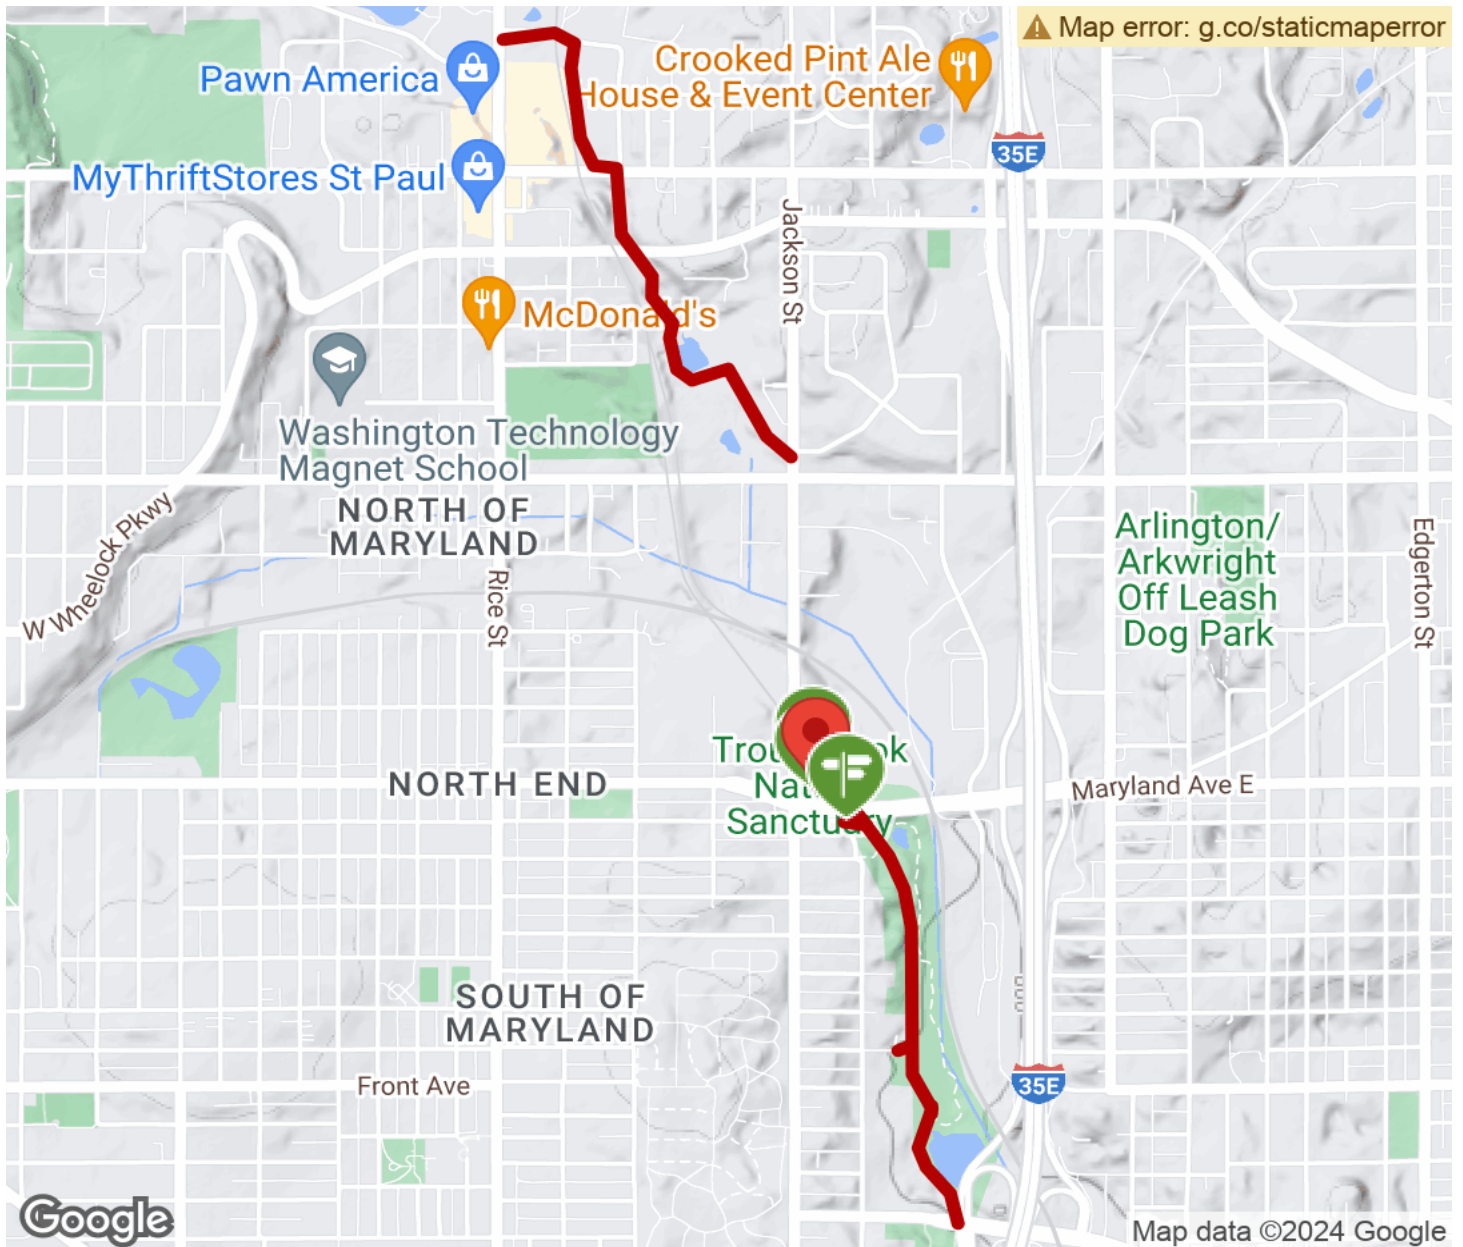 Map error: g.co/staticmaperror
Pawn America
Crooked Pint Ale
House & Event Center
35E
MyThriftStores St Paul
Jackson St
McDonald's
Washington Technology
Magnet School
NORTH OF
MARYLAND
W Wheelock Pkwy
Rice St
Arlington/
Arkwright
Off Leash
Dog Park
Edgerton St
NORTH END
Sanctuary
Maryland Ave E
SOUTH OF
MARYLAND
Front Ave
35E
Google
Map data ©2024 Google